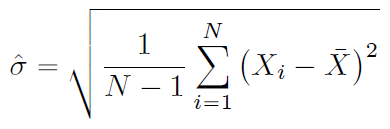 σ̂ = √( 1/(N − 1) ∑_{i=1}^{N} (X_i − X̄)² )